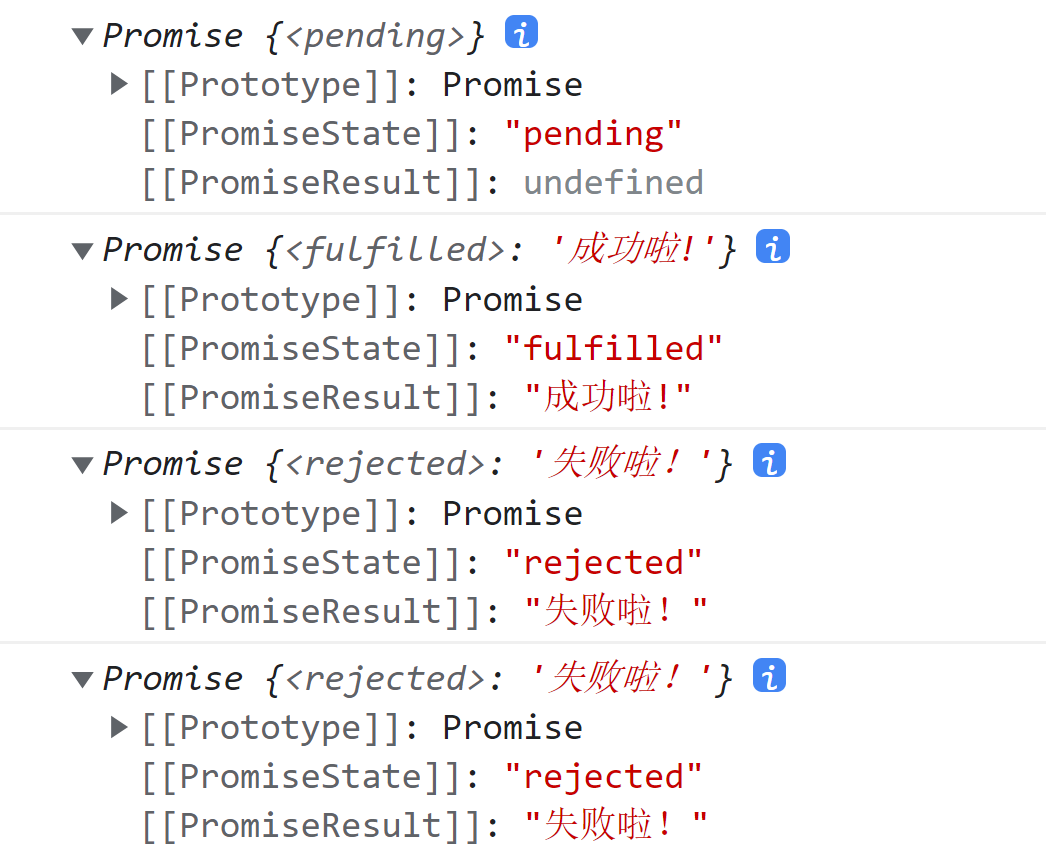 Promise {<pending>} i
[[Prototype]]: Promise
[[PromiseState]]: "pending"
[[PromiseResult]]: undefined
Promise {<fulfilled>: '成功啦!'} i
[[Prototype]]: Promise
[[PromiseState]]: "fulfilled"
[[PromiseResult]]: "成功啦!"
Promise {<rejected>: '失败啦！'} i
[[Prototype]]: Promise
[[PromiseState]]: "rejected"
[[PromiseResult]]: "失败啦！"
Promise {<rejected>: '失败啦！'} i
[[Prototype]]: Promise
[[PromiseState]]: "rejected"
[[PromiseResult]]: "失败啦！"